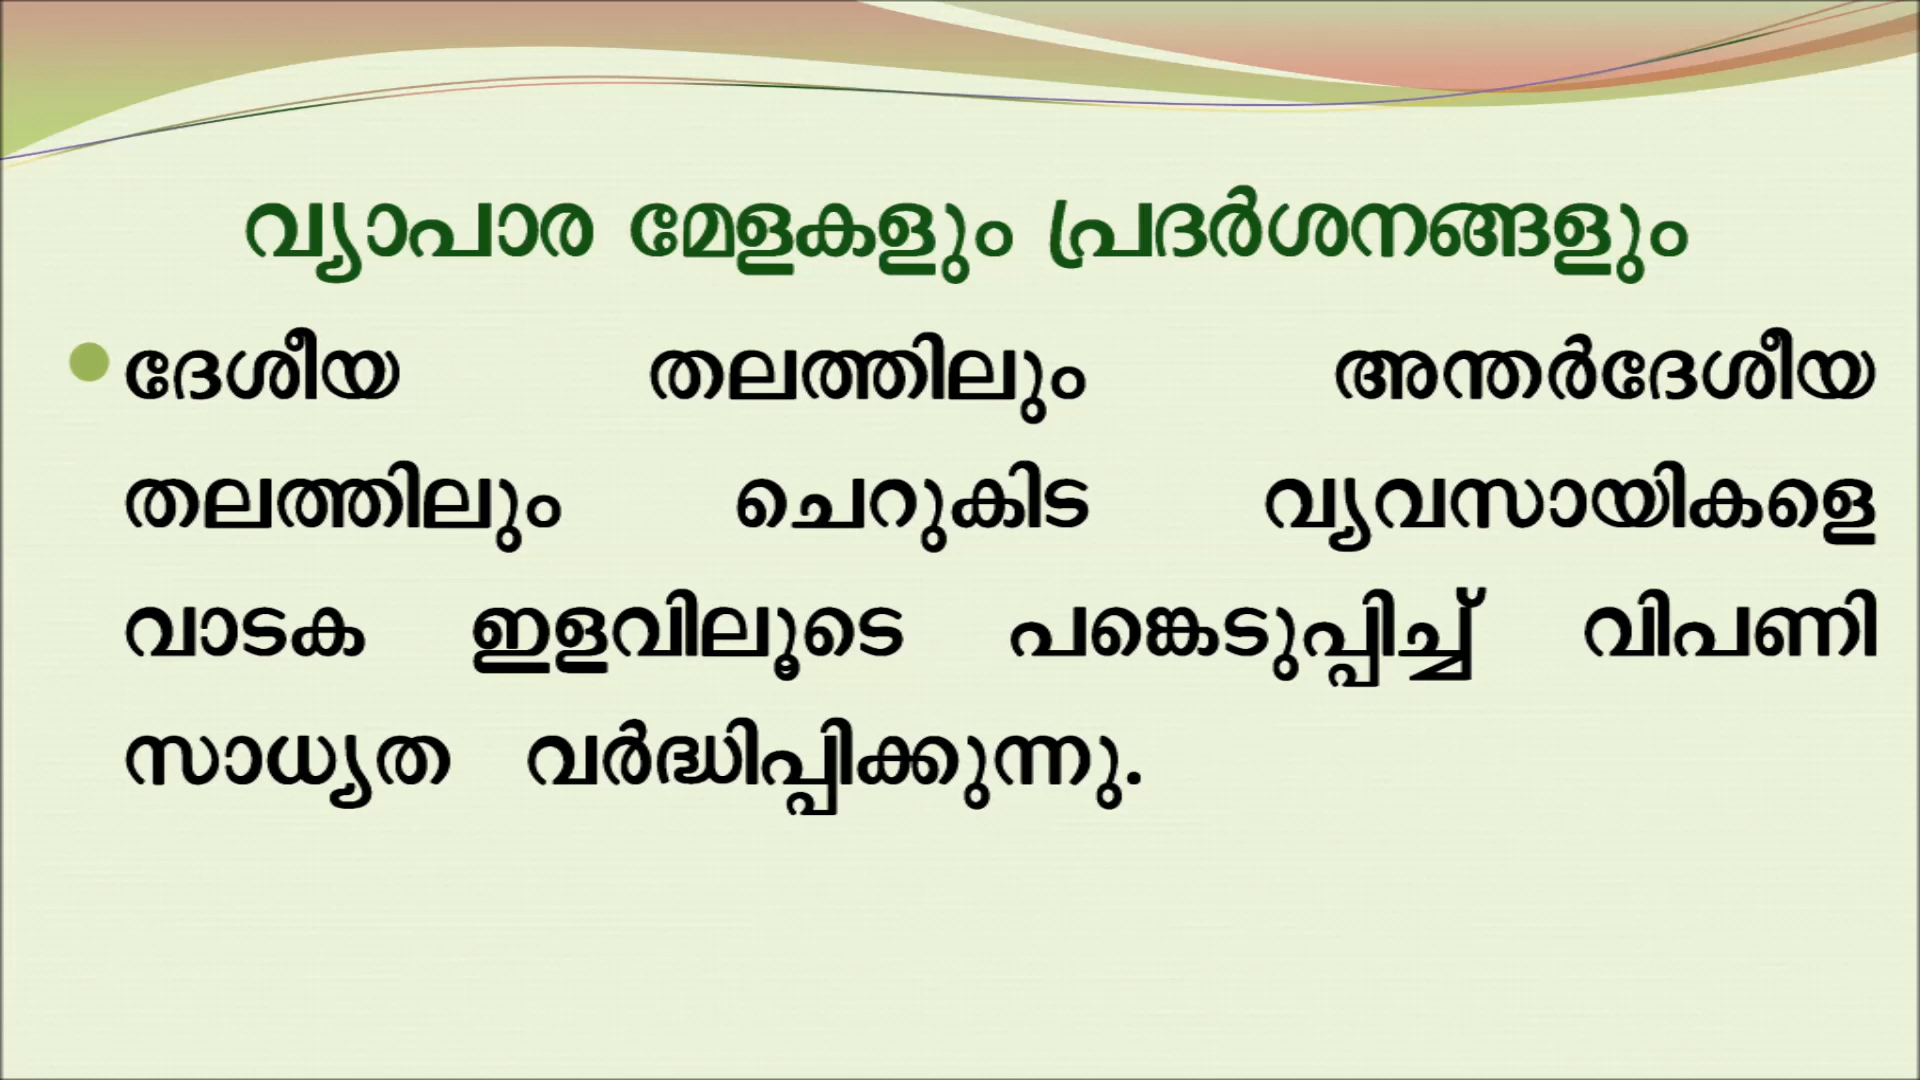 വ്യാപാര മേളകളും പ്രദർശനങ്ങളും
ദേശീയ തലത്തിലും അന്തർദേശീയ
തലത്തിലും ചെറുകിട വ്യവസായികളെ
വാടക ഇളവിലൂടെ പങ്കെടുപ്പിച്ച് വിപണി
സാധ്യത വർദ്ധിപ്പിക്കുന്നു.